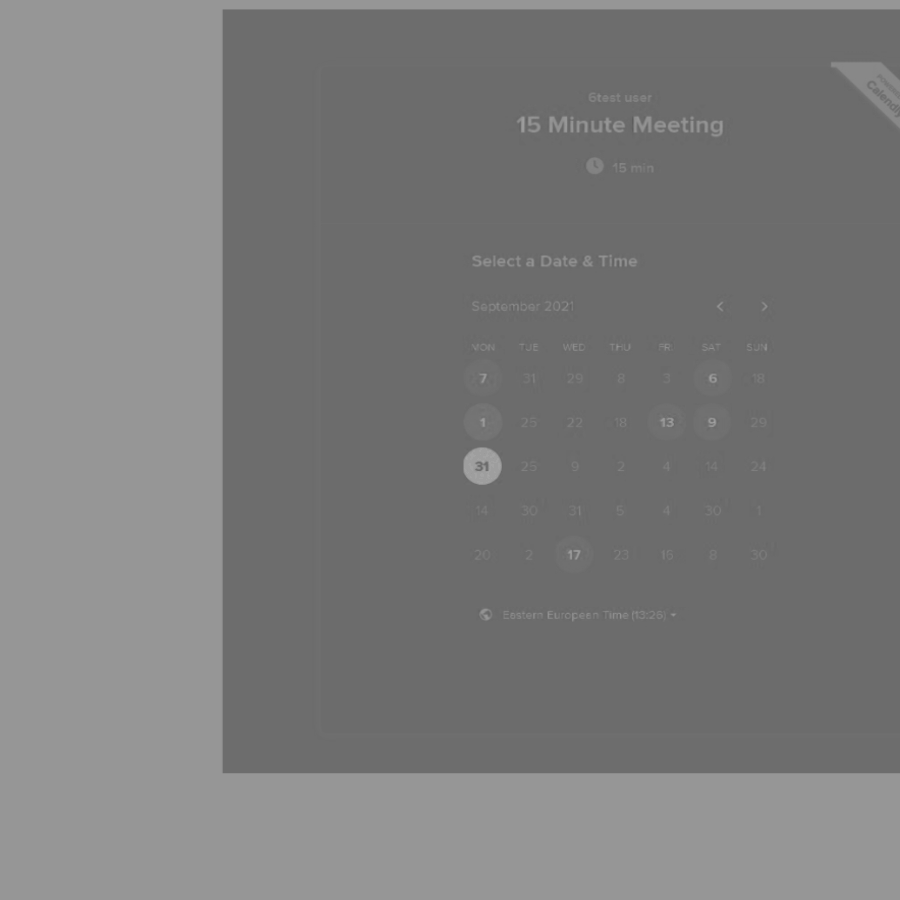 6test user
15 Minute Meeting
15 min
Calendly
Select a Date & Time
September 2021
MON TUE WED THU FRI SAT SUN
7 31 29 8 3 6 18
1 25 22 18 13 9 29
31 25 9 2 4 14 24
14 30 31 5 4 30 1
20 2 17 23 16 8 30
Eastern European Time (13:26)